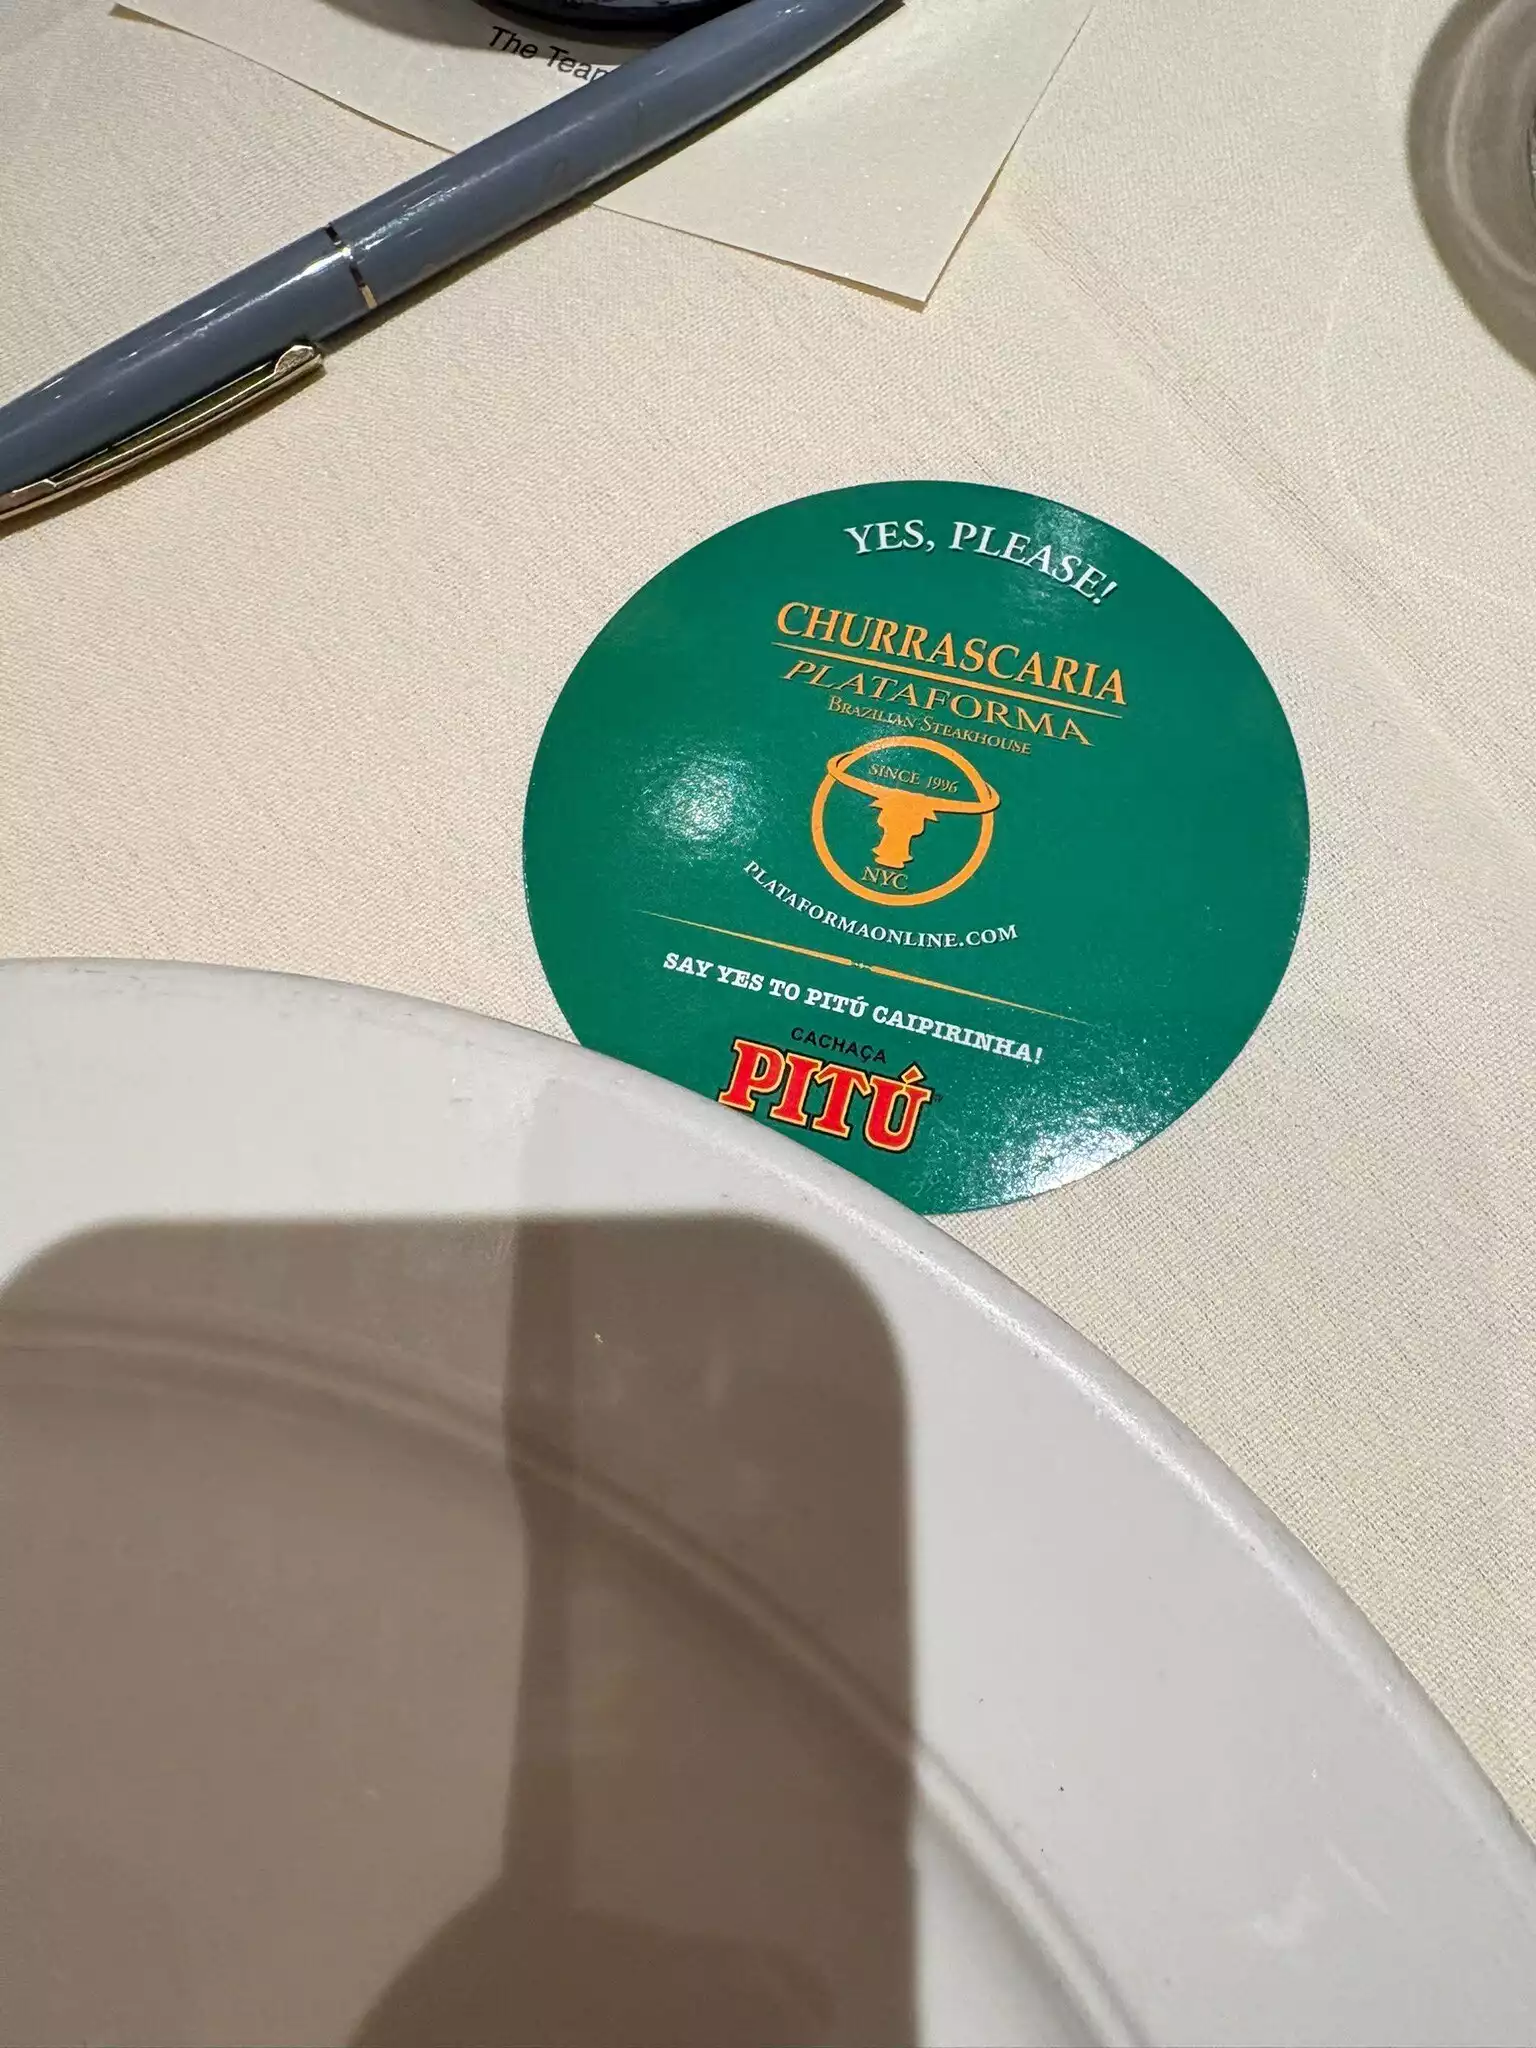 The Team
YES, PLEASE!
CHURRASCARIA
PLATAFORMA
BRAZILIAN STEAKHOUSE
SINCE 1996
NYC
PLATAFORMAONLINE.COM
SAY YES TO PITÚ CAIPIRINHA!
CACHAÇA
PITÚ